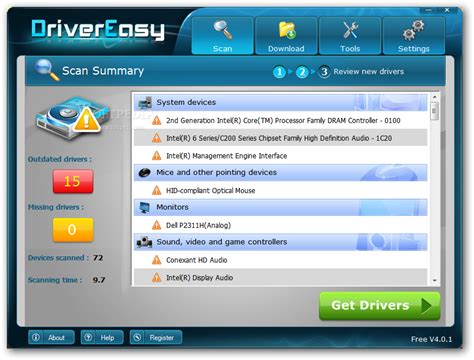 DriverEasy
Scan
Download
Tools
Settings
Scan Summary
1
2
3 Review new drivers
SOFTPEDIA
Outdated drivers :
15
Missing drivers :
0
Devices scanned : 72
Scanning time : 9.7
System devices
2nd Generation Intel(R) Core(TM) Processor Family DRAM Controller - 0100
Intel(R) 6 Series/C200 Series Chipset Family High Definition Audio - 1C20
Intel(R) Management Engine Interface
Mice and other pointing devices
HID-compliant Optical Mouse
Monitors
Dell P2311H(Analog)
Sound, video and game controllers
Conexant HD Audio
Intel(R) Display Audio
Get Drivers
About
Help
Register
Free V4.0.1